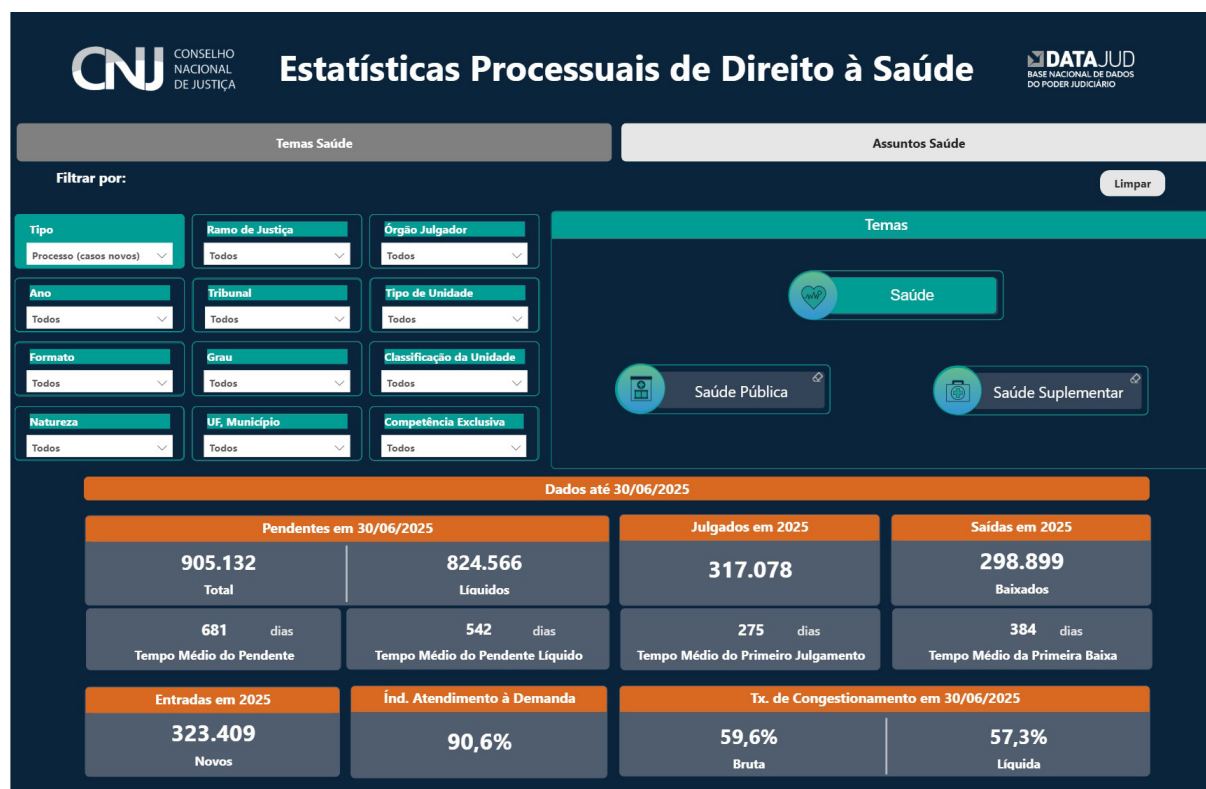 CNJ
CONSELHO
NACIONAL
DE JUSTIÇA
Estatísticas Processuais de Direito à Saúde
DATAJUD
BASE NACIONAL DE DADOS
DO PODER JUDICIÁRIO
Temas Saúde
Assuntos Saúde
Filtrar por:
Limpar
Tipo
Processo (casos novos)
Ramo de Justiça
Todos
Órgão Julgador
Todos
Ano
Todos
Tribunal
Todos
Tipo de Unidade
Todos
Formato
Todos
Grau
Todos
Classificação da Unidade
Todos
Natureza
Todos
UF, Município
Todos
Competência Exclusiva
Todos
Temas
Saúde
Saúde Pública
Saúde Suplementar
Dados até 30/06/2025
Pendentes em 30/06/2025
905.132
Total
824.566
Líquidos
681 dias
Tempo Médio do Pendente
542 dias
Tempo Médio do Pendente Líquido
Julgados em 2025
317.078
275 dias
Tempo Médio do Primeiro Julgamento
Saídas em 2025
298.899
Baixados
384 dias
Tempo Médio da Primeira Baixa
Entradas em 2025
323.409
Novos
Índ. Atendimento à Demanda
90,6%
Tx. de Congestionamento em 30/06/2025
59,6%
Bruta
57,3%
Líquida